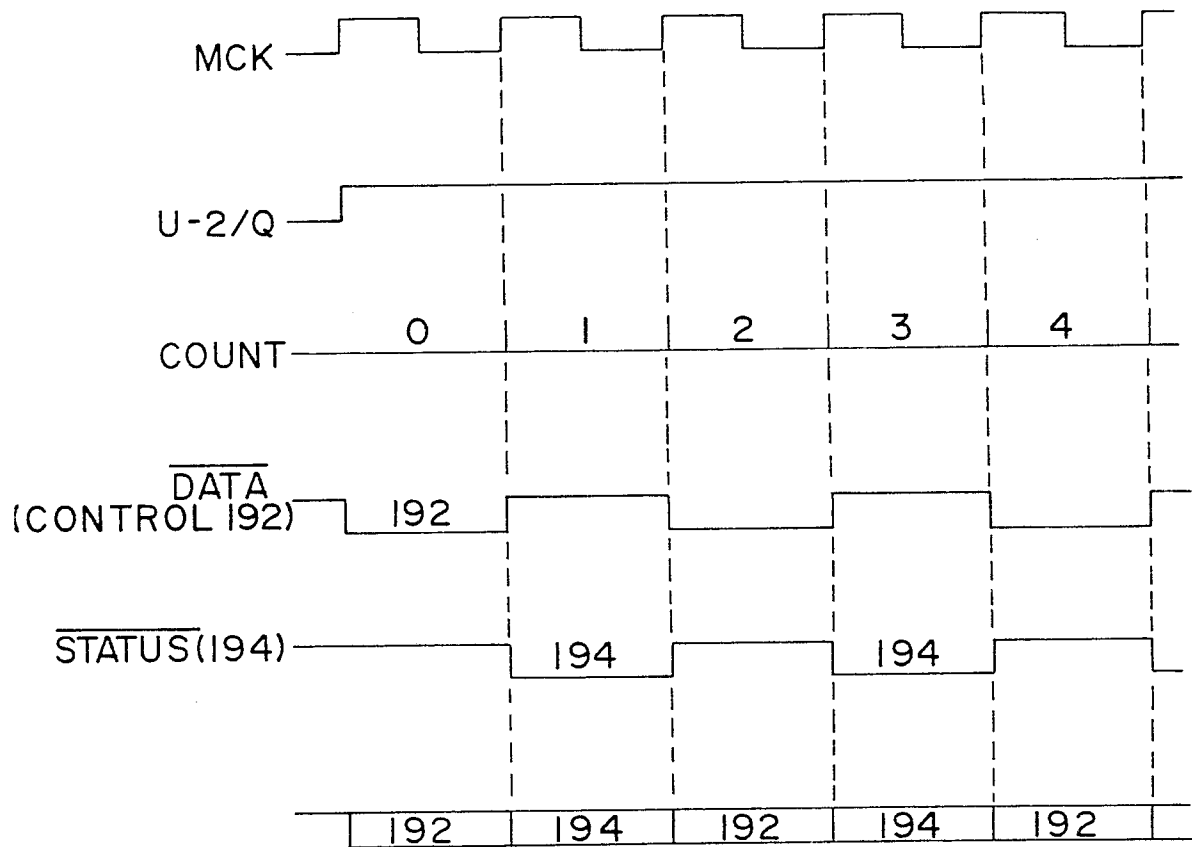 MCK
U-2/Q
COUNT 0 1 2 3 4
DATA
(CONTROL 192) 192
STATUS(194) 194 194
192 194 192 194 192